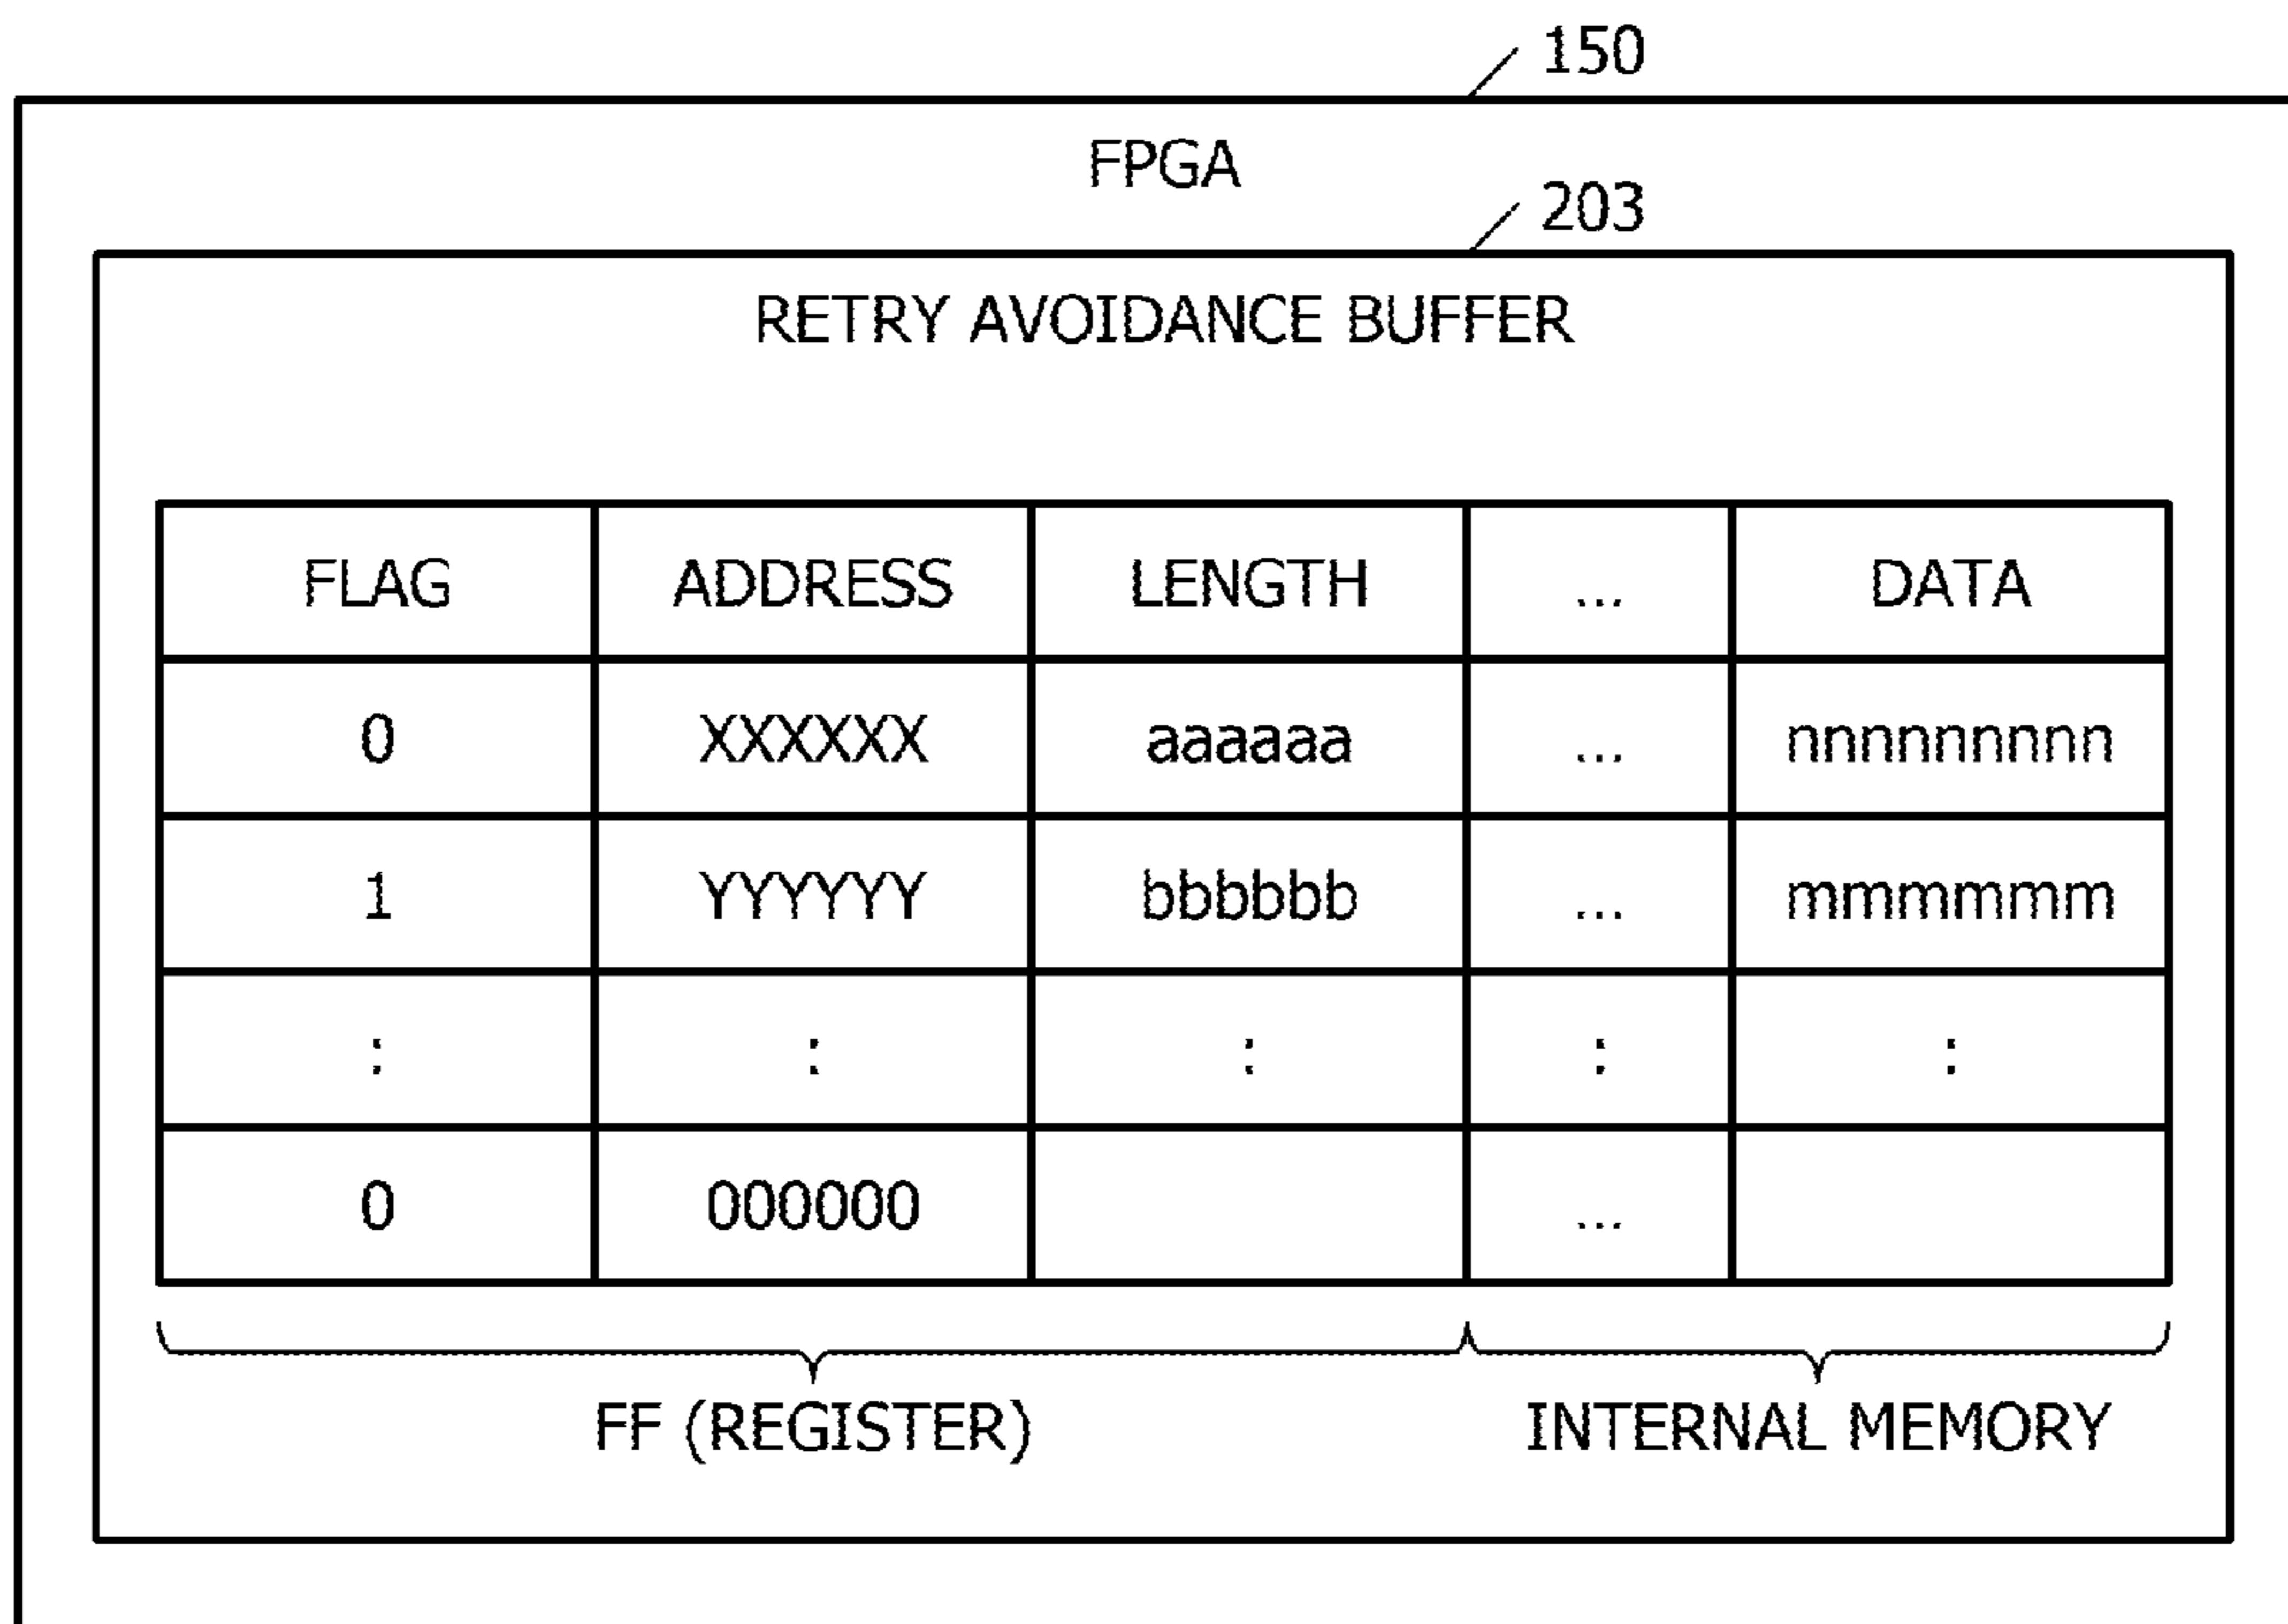 150
FPGA
203
RETRY AVOIDANCE BUFFER
FLAG ADDRESS LENGTH ... DATA
0 XXXXXX aaaaaa ... nnnnnnnnn
1 YYYYYY bbbbbb ... mmmmmm
: : : : :
0 000000 ...
FF (REGISTER) INTERNAL MEMORY